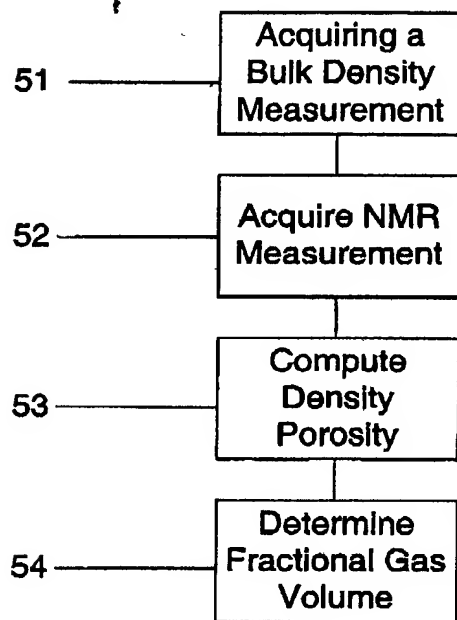 Acquiring a
51 Bulk Density
Measurement
52 Acquire NMR
Measurement
Compute
53 Density
Porosity
Determine
54 Fractional Gas
Volume